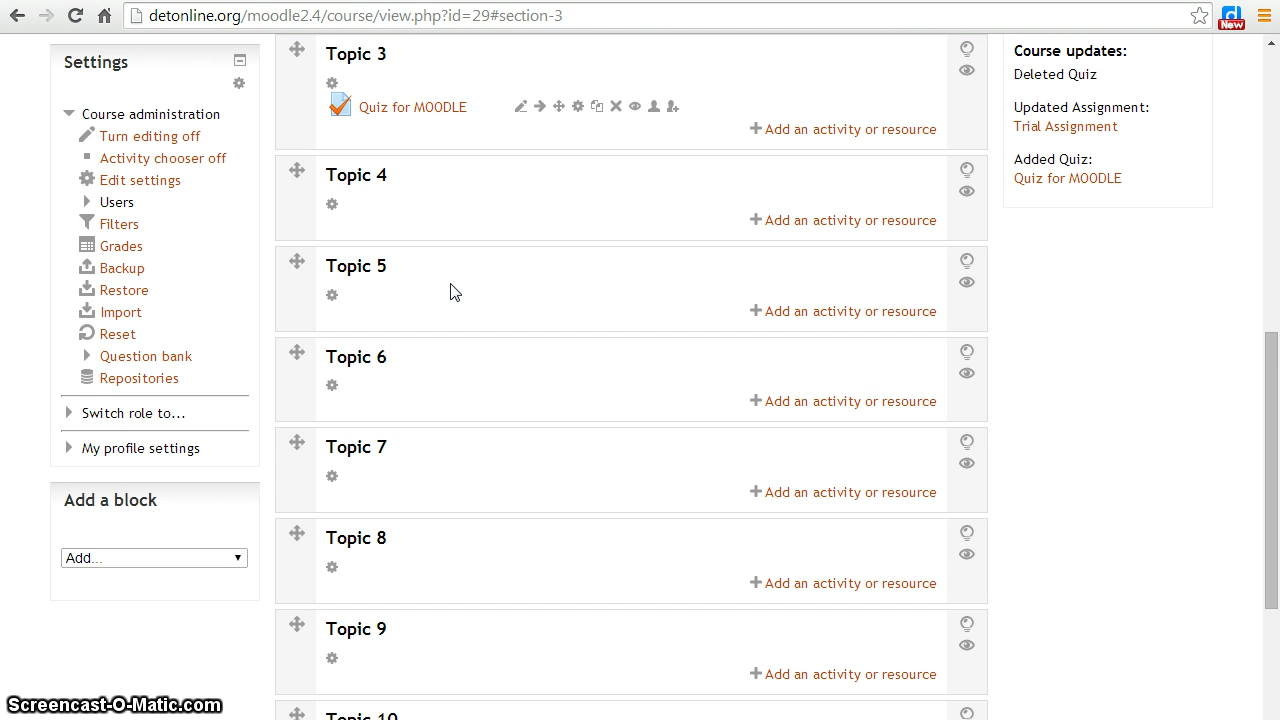 detonline.org/moodle2.4/course/view.php?id=29#section-3
New
Settings
Course administration
Turn editing off
Activity chooser off
Edit settings
Users
Filters
Grades
Backup
Restore
Import
Reset
Question bank
Repositories
Switch role to...
My profile settings
Add a block
Add...
Topic 3
Quiz for MOODLE
Add an activity or resource
Topic 4
Add an activity or resource
Topic 5
Add an activity or resource
Topic 6
Add an activity or resource
Topic 7
Add an activity or resource
Topic 8
Add an activity or resource
Topic 9
Add an activity or resource
Topic 10
Course updates:
Deleted Quiz
Updated Assignment:
Trial Assignment
Added Quiz:
Quiz for MOODLE
Screencast-O-Matic.com